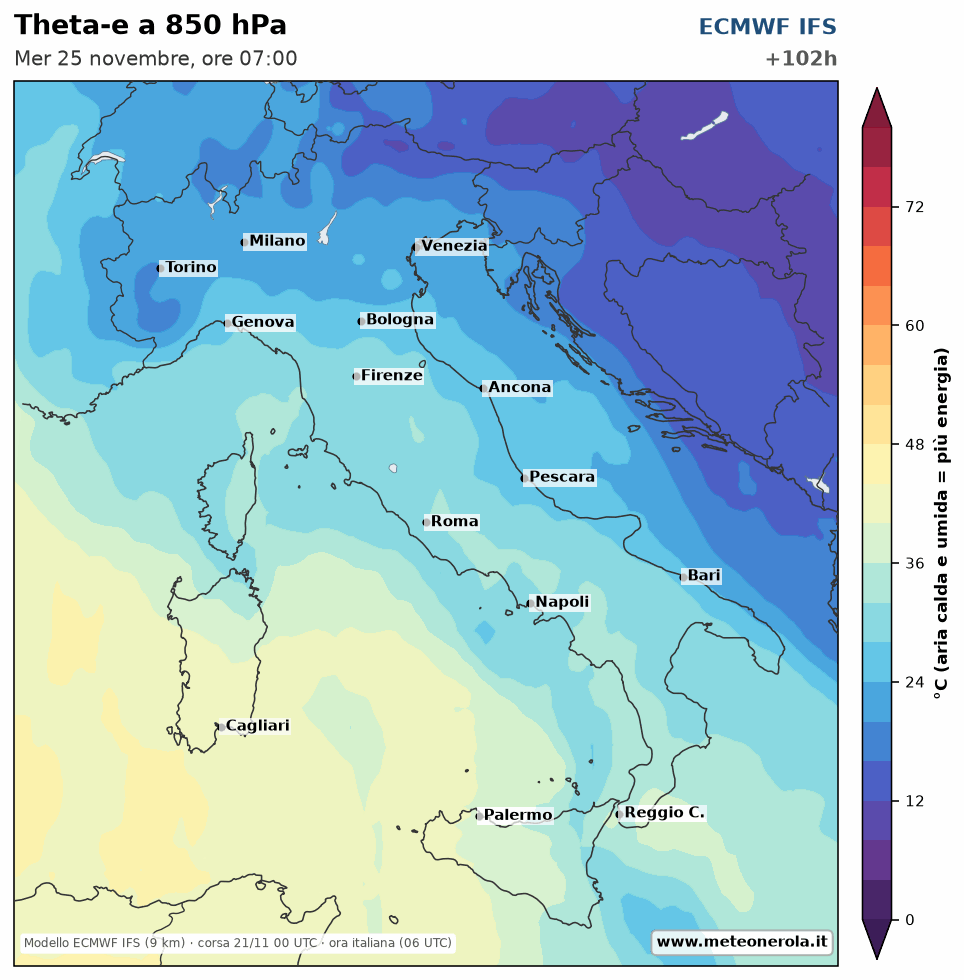 Theta-e a 850 hPa
ECMWF IFS
Mer 25 novembre, ore 07:00
+102h
Milano
Venezia
Torino
Genova
Bologna
Firenze
Ancona
Pescara
Roma
Bari
Napoli
Cagliari
Palermo
Reggio C.
72
60
48
36
24
12
0
°C (aria calda e umida = più energia)
Modello ECMWF IFS (9 km) · corsa 21/11 00 UTC · ora italiana (06 UTC)
www.meteonerola.it